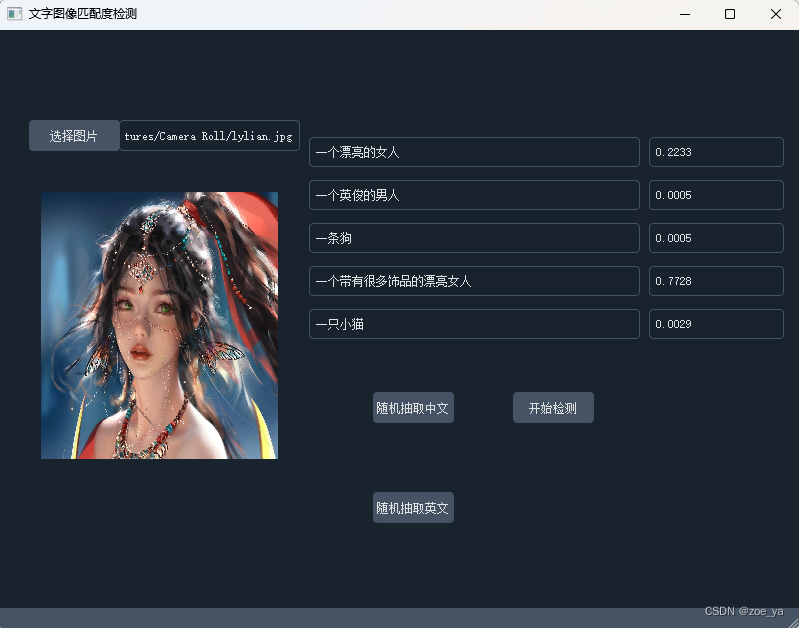 文字图像匹配度检测
选择图片 tures/Camera Roll/lylian.jpg
一个漂亮的女人 0.2233
一个英俊的男人 0.0005
一条狗 0.0005
一个带有很多饰品的漂亮女人 0.7728
一只小猫 0.0029
随机抽取中文 开始检测
随机抽取英文
CSDN @zoe_ya